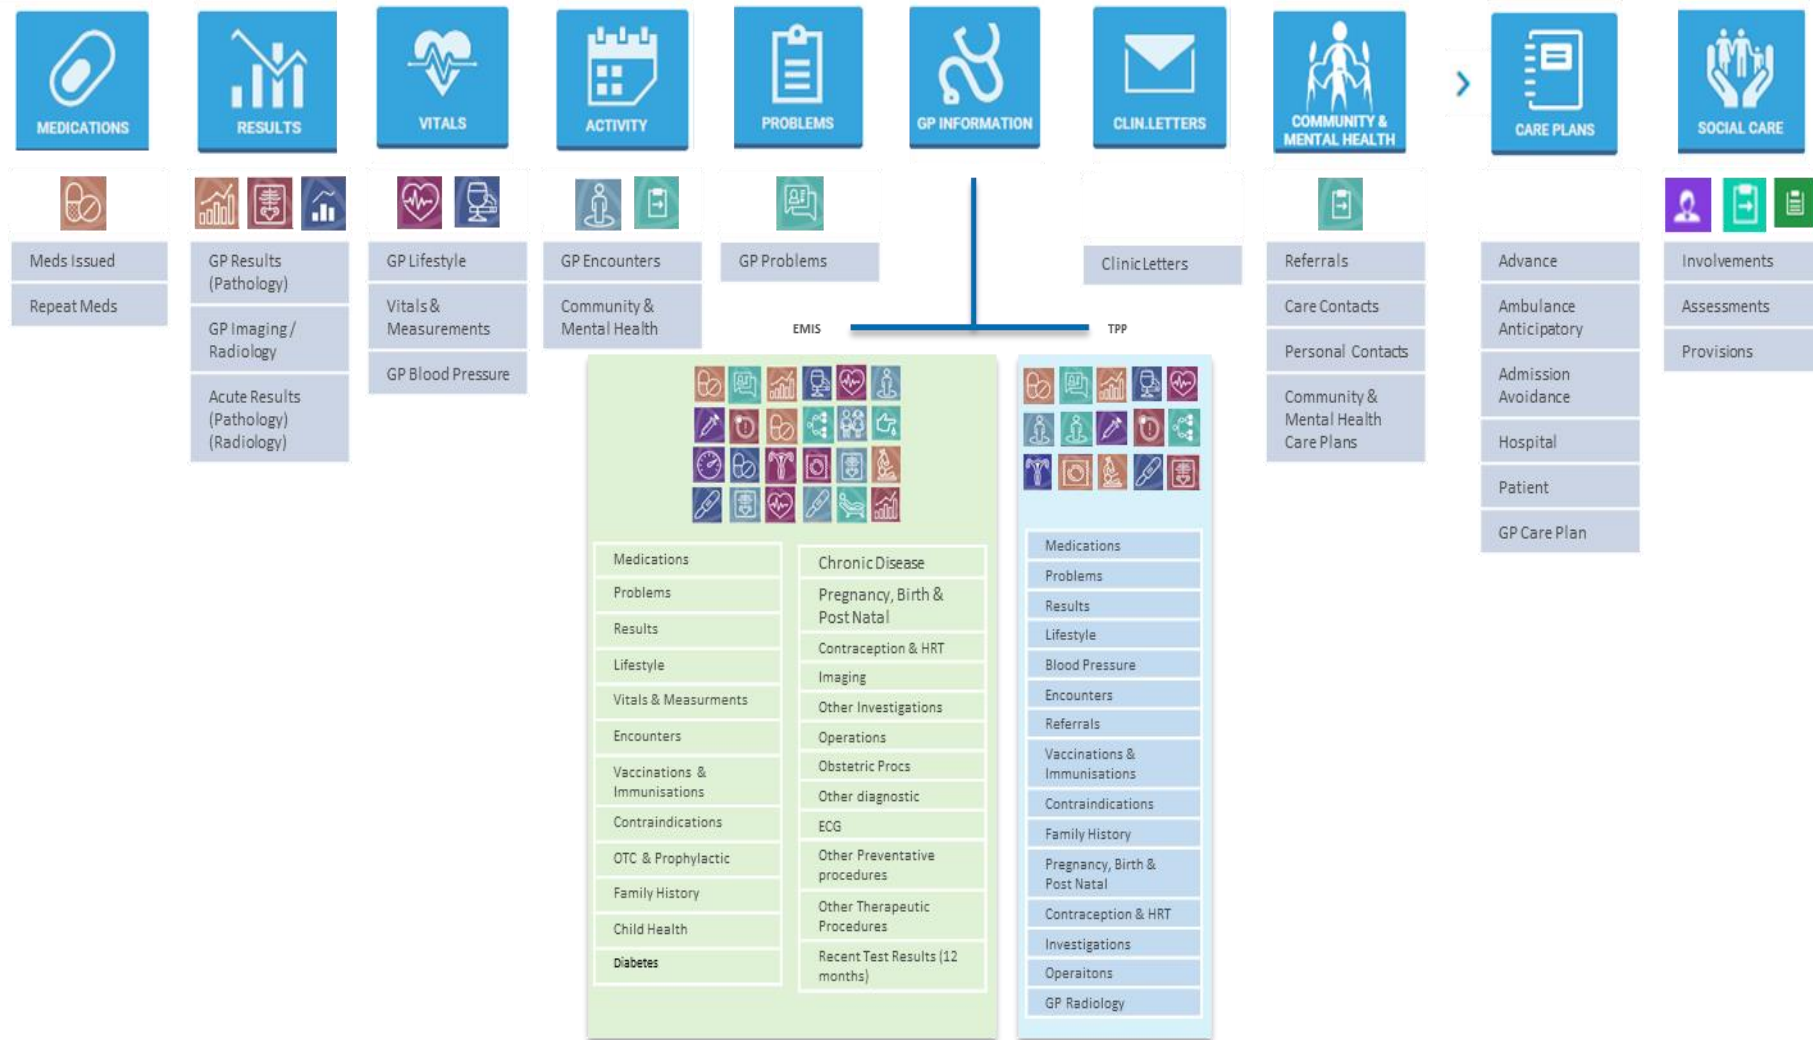 MEDICATIONS
RESULTS
VITALS
ACTIVITY
PROBLEMS
GP INFORMATION
CLIN.LETTERS
COMMUNITY &
MENTAL HEALTH
CARE PLANS
SOCIAL CARE
Meds Issued
Repeat Meds
GP Results
(Pathology)
GP Imaging /
Radiology
Acute Results
(Pathology)
(Radiology)
GP Lifestyle
Vitals &
Measurements
GP Blood Pressure
GP Encounters
Community &
Mental Health
GP Problems
Clinic Letters
Referrals
Care Contacts
Personal Contacts
Community &
Mental Health
Care Plans
Advance
Ambulance
Anticipatory
Admission
Avoidance
Hospital
Patient
GP Care Plan
Involvements
Assessments
Provisions
EMIS
TPP
Medications
Problems
Results
Lifestyle
Vitals & Measurments
Encounters
Vaccinations &
Immunisations
Contraindications
OTC & Prophylactic
Family History
Child Health
Diabetes
Chronic Disease
Pregnancy, Birth &
Post Natal
Contraception & HRT
Imaging
Other Investigations
Operations
Obstetric Procs
Other diagnostic
ECG
Other Preventative
procedures
Other Therapeutic
Procedures
Recent Test Results (12
months)
Medications
Problems
Results
Lifestyle
Blood Pressure
Encounters
Referrals
Vaccinations &
Immunisations
Contraindications
Family History
Pregnancy, Birth &
Post Natal
Contraception & HRT
Investigations
Operaitons
GP Radiology